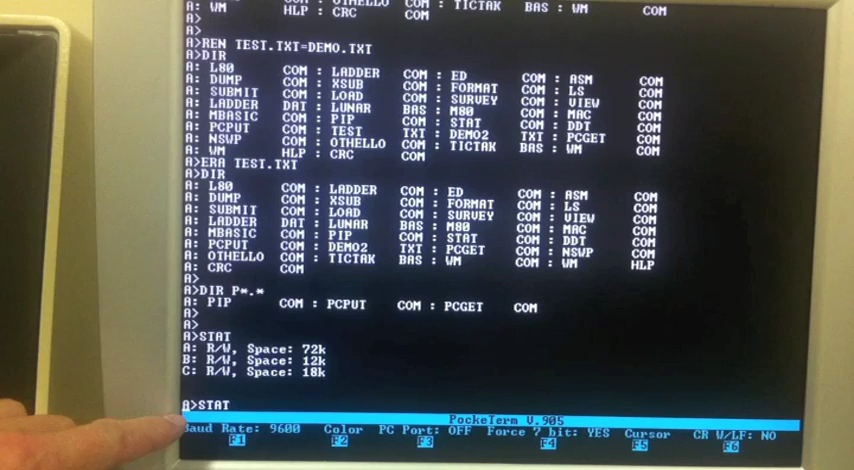 OTHELLO COM : TICTAK BAS : WM COM
A: WM HLP : CRC COM
A>
A>
A>REN TEST.TXT=DEMO.TXT
A>DIR
A: L80 COM : LADDER COM : ED COM : ASM COM
A: DUMP COM : XSUB COM : FORMAT COM : LS COM
A: SUBMIT COM : LOAD COM : SURVEY COM : VIEW COM
A: LADDER DAT : LUNAR BAS : M80 COM : MAC COM
A: MBASIC COM : PIP COM : STAT COM : DDT COM
A: PCPUT COM : TEST TXT : DEMO2 TXT : PCGET COM
A: NSWP COM : OTHELLO COM : TICTAK BAS : WM COM
A: WM HLP : CRC COM
A>ERA TEST.TXT
A>DIR
A: L80 COM : LADDER COM : ED COM : ASM COM
A: DUMP COM : XSUB COM : FORMAT COM : LS COM
A: SUBMIT COM : LOAD COM : SURVEY COM : VIEW COM
A: LADDER DAT : LUNAR BAS : M80 COM : MAC COM
A: MBASIC COM : PIP COM : STAT COM : DDT COM
A: PCPUT COM : DEMO2 TXT : PCGET COM : NSWP COM
A: OTHELLO COM : TICTAK BAS : WM COM : WM HLP
A: CRC COM
A>
A>DIR P*.*
A: PIP COM : PCPUT COM : PCGET COM
A>
A>
A>STAT
A: R/W, Space: 72k
B: R/W, Space: 12k
C: R/W, Space: 18k
A>STAT
PockeTerm V.905
Baud Rate: 9600 Color PC Port: OFF Force 7 bit: YES Cursor CR W/LF: NO
F1 F2 F3 F4 F5 F6